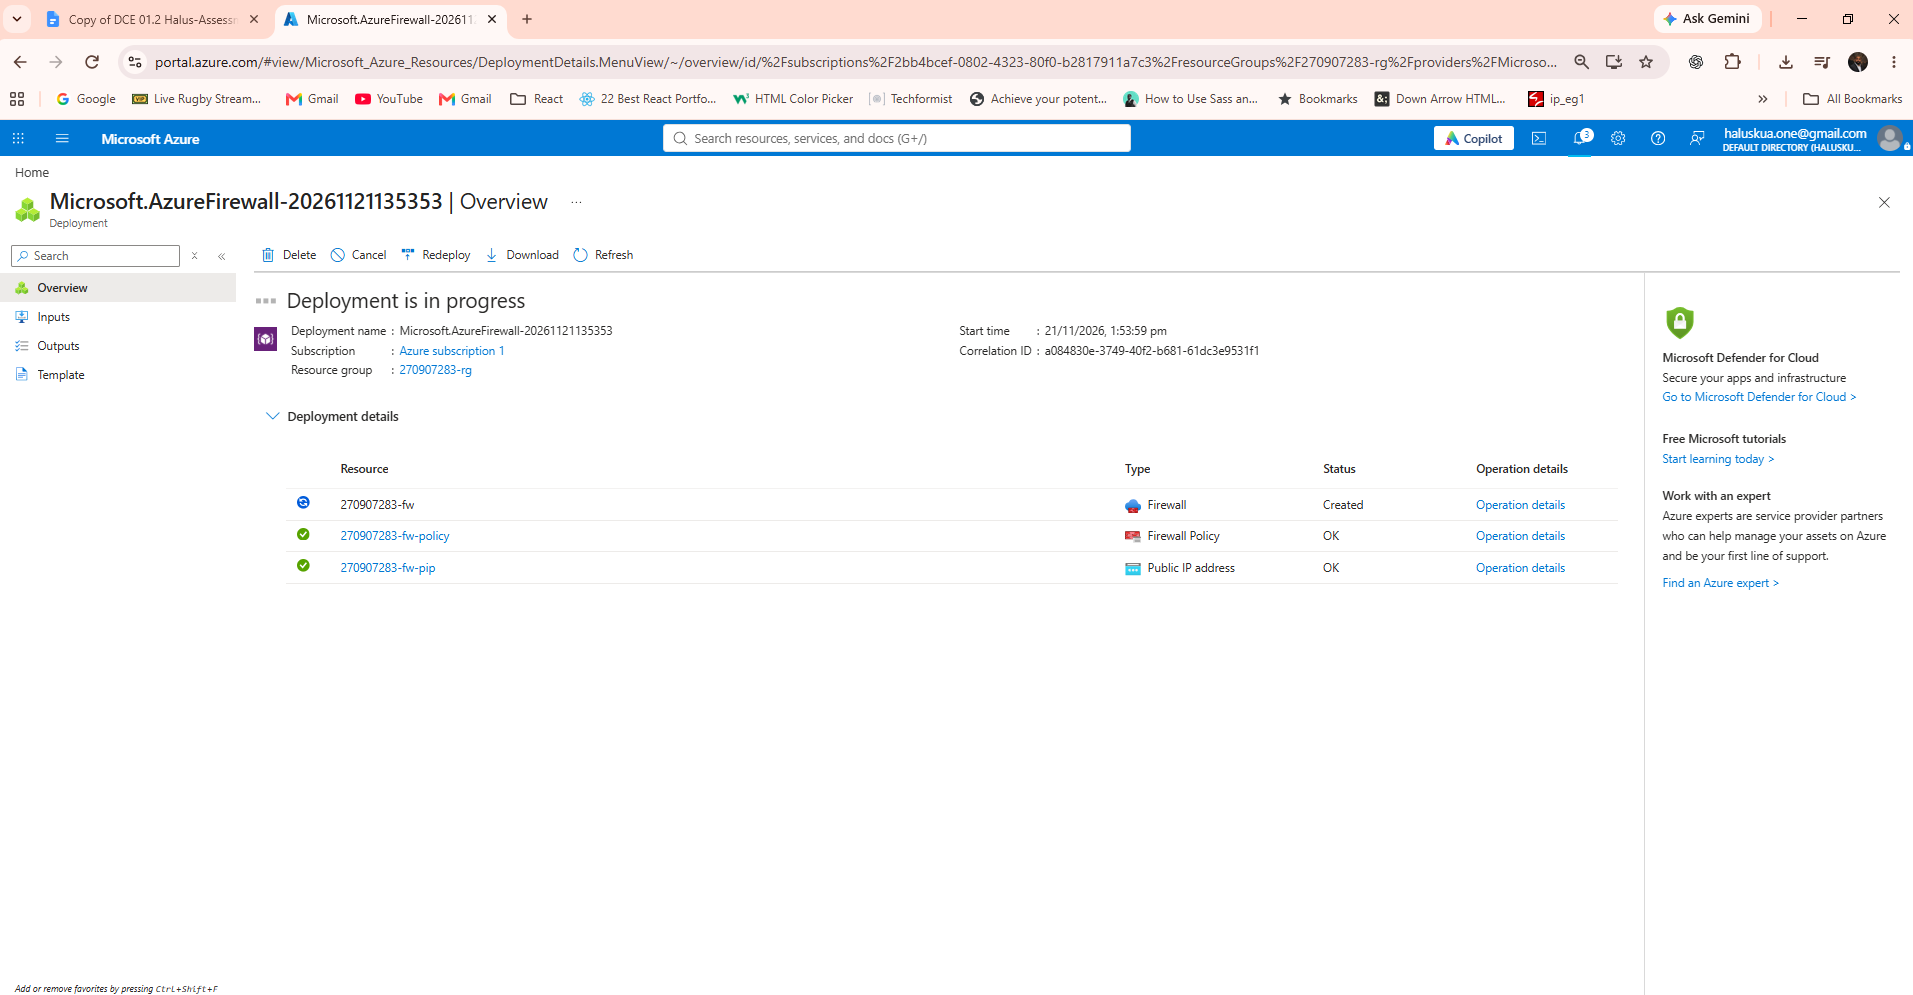 Copy of DCE 01.2 Halus-Assessm
Microsoft.AzureFirewall-202611
Ask Gemini
portal.azure.com/#view/Microsoft_Azure_Resources/DeploymentDetails.MenuView/~/overview/id/%2Fsubscriptions%2F2bb4bcef-0802-4323-80f0-b2817911a7c3%2FresourceGroups%2F270907283-rg%2Fproviders%2FMicroso...
Google
Live Rugby Stream...
Gmail
YouTube
Gmail
React
22 Best React Portfo...
HTML Color Picker
Techformist
Achieve your potent...
How to Use Sass an...
Bookmarks
Down Arrow HTML...
ip_eg1
All Bookmarks
Microsoft Azure
Search resources, services, and docs (G+/)
Copilot
3
haluskua.one@gmail.com
DEFAULT DIRECTORY (HALUSKU...
Home
Microsoft.AzureFirewall-20261121135353 | Overview ...
Deployment
Search
Delete
Cancel
Redeploy
Download
Refresh
Overview
Inputs
Outputs
Template
Deployment is in progress
Deployment name : Microsoft.AzureFirewall-20261121135353
Subscription : Azure subscription 1
Resource group : 270907283-rg
Start time : 21/11/2026, 1:53:59 pm
Correlation ID : a084830e-3749-40f2-b681-61dc3e9531f1
Deployment details
Resource Type Status Operation details
270907283-fw Firewall Created Operation details
270907283-fw-policy Firewall Policy OK Operation details
270907283-fw-pip Public IP address OK Operation details
Microsoft Defender for Cloud
Secure your apps and infrastructure
Go to Microsoft Defender for Cloud >
Free Microsoft tutorials
Start learning today >
Work with an expert
Azure experts are service provider partners
who can help manage your assets on Azure
and be your first line of support.
Find an Azure expert >
Add or remove favorites by pressing Ctrl+Shift+F